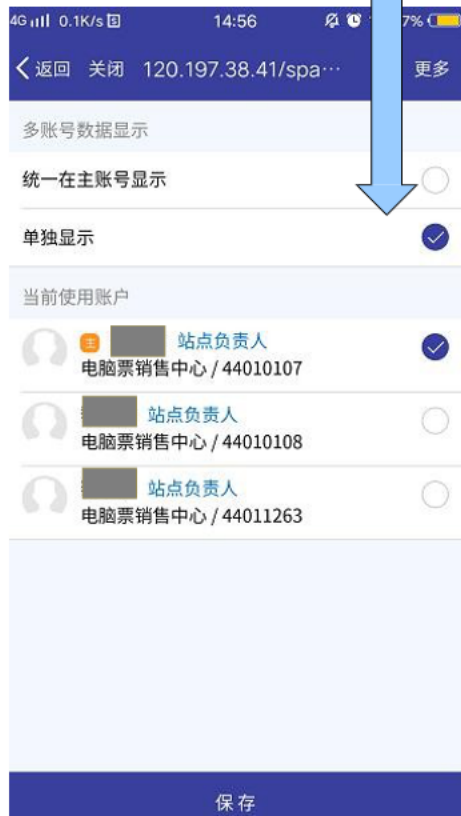 4G 0.1K/s 14:56 7%
返回 关闭 120.197.38.41/spa… 更多
多账号数据显示
统一在主账号显示
单独显示
当前使用账户
主 站点负责人
电脑票销售中心 / 44010107
站点负责人
电脑票销售中心 / 44010108
站点负责人
电脑票销售中心 / 44011263
保存